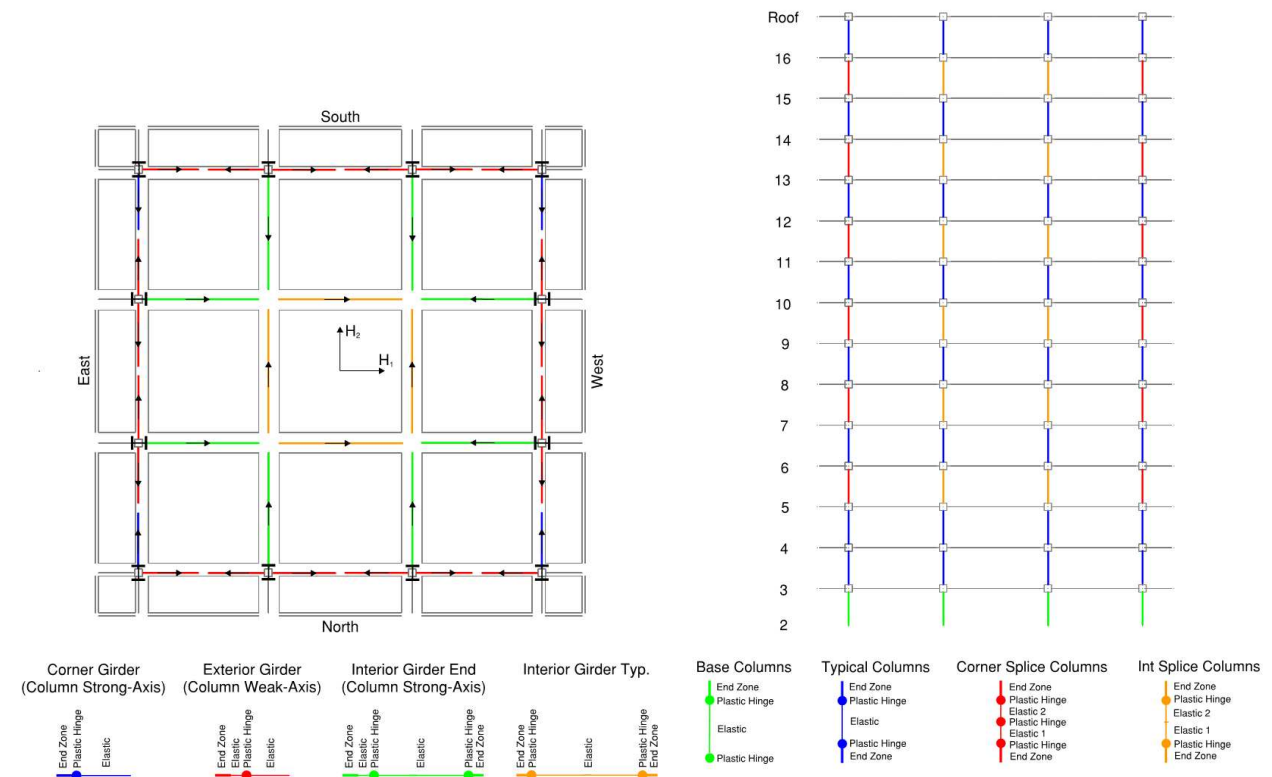 South
East
H2
H1
West
North
Roof
16
15
14
13
12
11
10
9
8
7
6
5
4
3
2
Corner Girder
(Column Strong-Axis)
End Zone
Plastic Hinge
Elastic
Exterior Girder
(Column Weak-Axis)
End Zone
Elastic
Plastic Hinge
Elastic
Interior Girder End
(Column Strong-Axis)
End Zone
Elastic
Plastic Hinge
Elastic
Plastic Hinge
End Zone
Interior Girder Typ.
End Zone
Plastic Hinge
Elastic
Plastic Hinge
End Zone
Base Columns
End Zone
Plastic Hinge
Elastic
Plastic Hinge
Typical Columns
End Zone
Plastic Hinge
Elastic
Plastic Hinge
End Zone
Corner Splice Columns
End Zone
Plastic Hinge
Elastic 2
Plastic Hinge
Elastic 1
Plastic Hinge
End Zone
Int Splice Columns
End Zone
Plastic Hinge
Elastic 2
Elastic 1
Plastic Hinge
End Zone